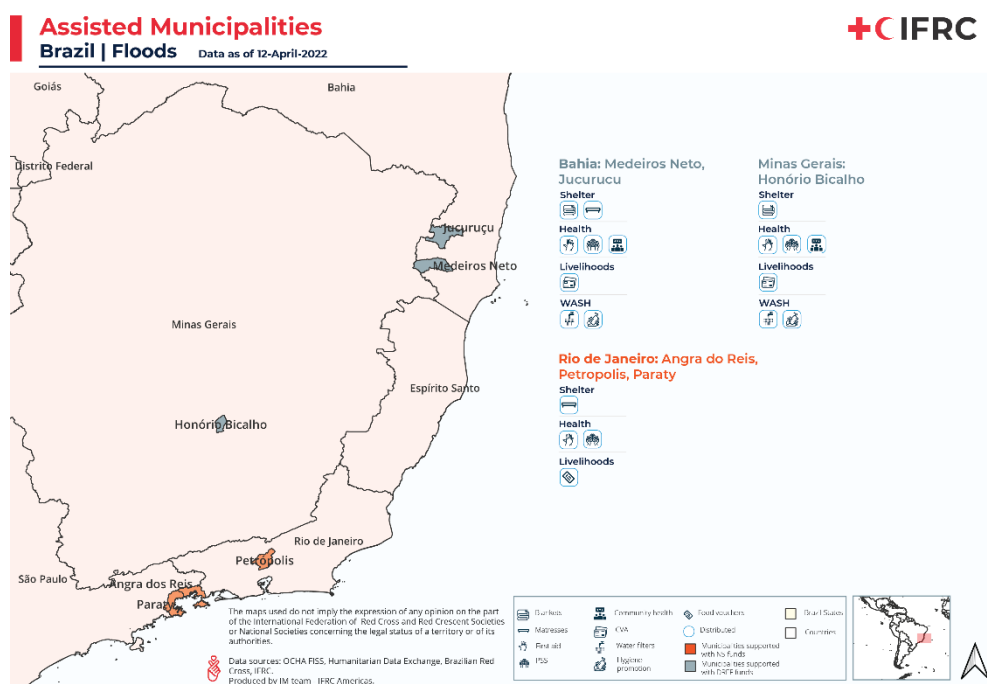 Assisted Municipalities
Brazil | Floods Data as of 12-April-2022
IFRC
Goiás
Bahia
Distrito Federal
Jucuruçu
Medeiros Neto
Minas Gerais
Espírito Santo
Honório Bicalho
Rio de Janeiro
Petrópolis
São Paulo
Angra dos Reis
Paraty
Bahia: Medeiros Neto,
Jucurucu
Shelter
Health
Livelihoods
WASH
Minas Gerais:
Honório Bicalho
Shelter
Health
Livelihoods
WASH
Rio de Janeiro: Angra do Reis,
Petropolis, Paraty
Shelter
Health
Livelihoods
The maps used do not imply the expression of any opinion on the part
of the International Federation of Red Cross and Red Crescent Societies
or National Societies concerning the legal status of a territory or of its
authorities.
Data sources: OCHA FISS, Humanitarian Data Exchange, Brazilian Red
Cross, IFRC.
Produced by IM team IFRC Americas.
Blankets
Matresses
First aid
PSS
Community health
CVA
Water filters
Hygiene
promotion
Food vouchers
Distributed
Municipalities supported
with NS funds
Municipalities supported
with DREF funds
Brazil States
Countries